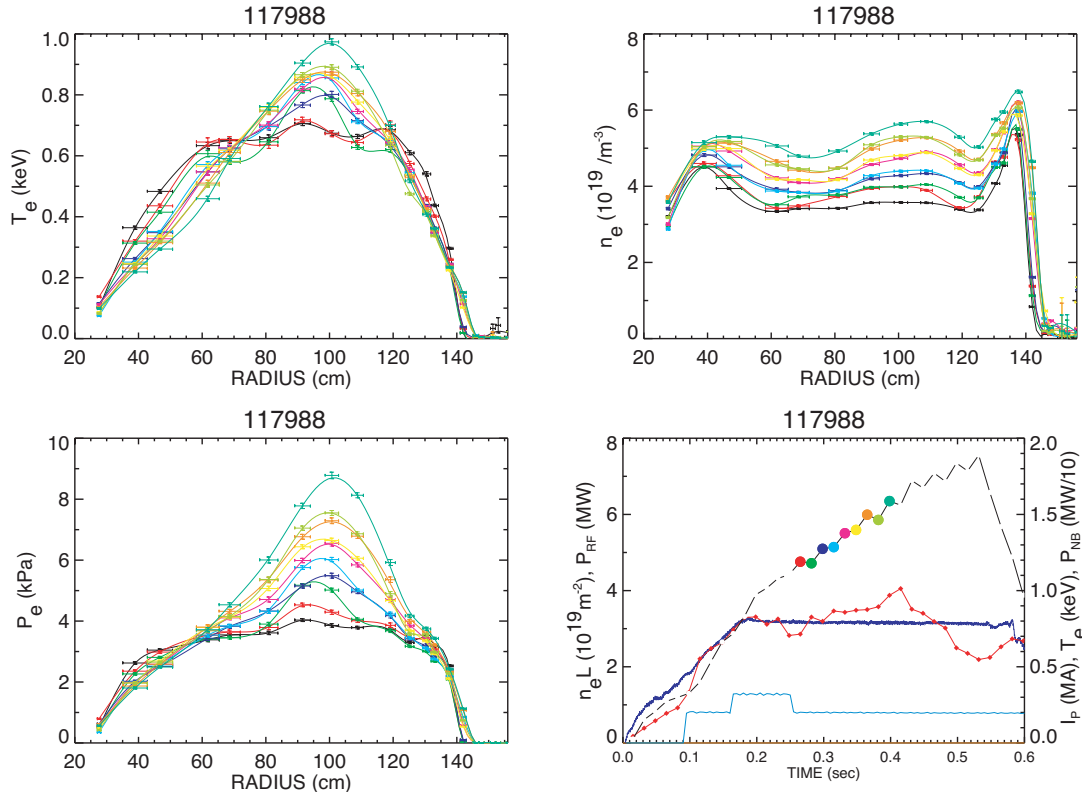 117988
1.0
0.8
0.6
0.4
0.2
0.0
T_e (keV)
20 40 60 80 100 120 140
RADIUS (cm)
117988
8
6
4
2
0
n_e (10^19 /m^-3)
20 40 60 80 100 120 140
RADIUS (cm)
117988
10
8
6
4
2
0
P_e (kPa)
20 40 60 80 100 120 140
RADIUS (cm)
117988
8
6
4
2
0
n_e L (10^19 m^-2), P_RF (MW)
2.0
1.5
1.0
0.5
0.0
I_P (MA), T_e (keV), P_NB (MW/10)
0.0 0.1 0.2 0.3 0.4 0.5 0.6
TIME (sec)